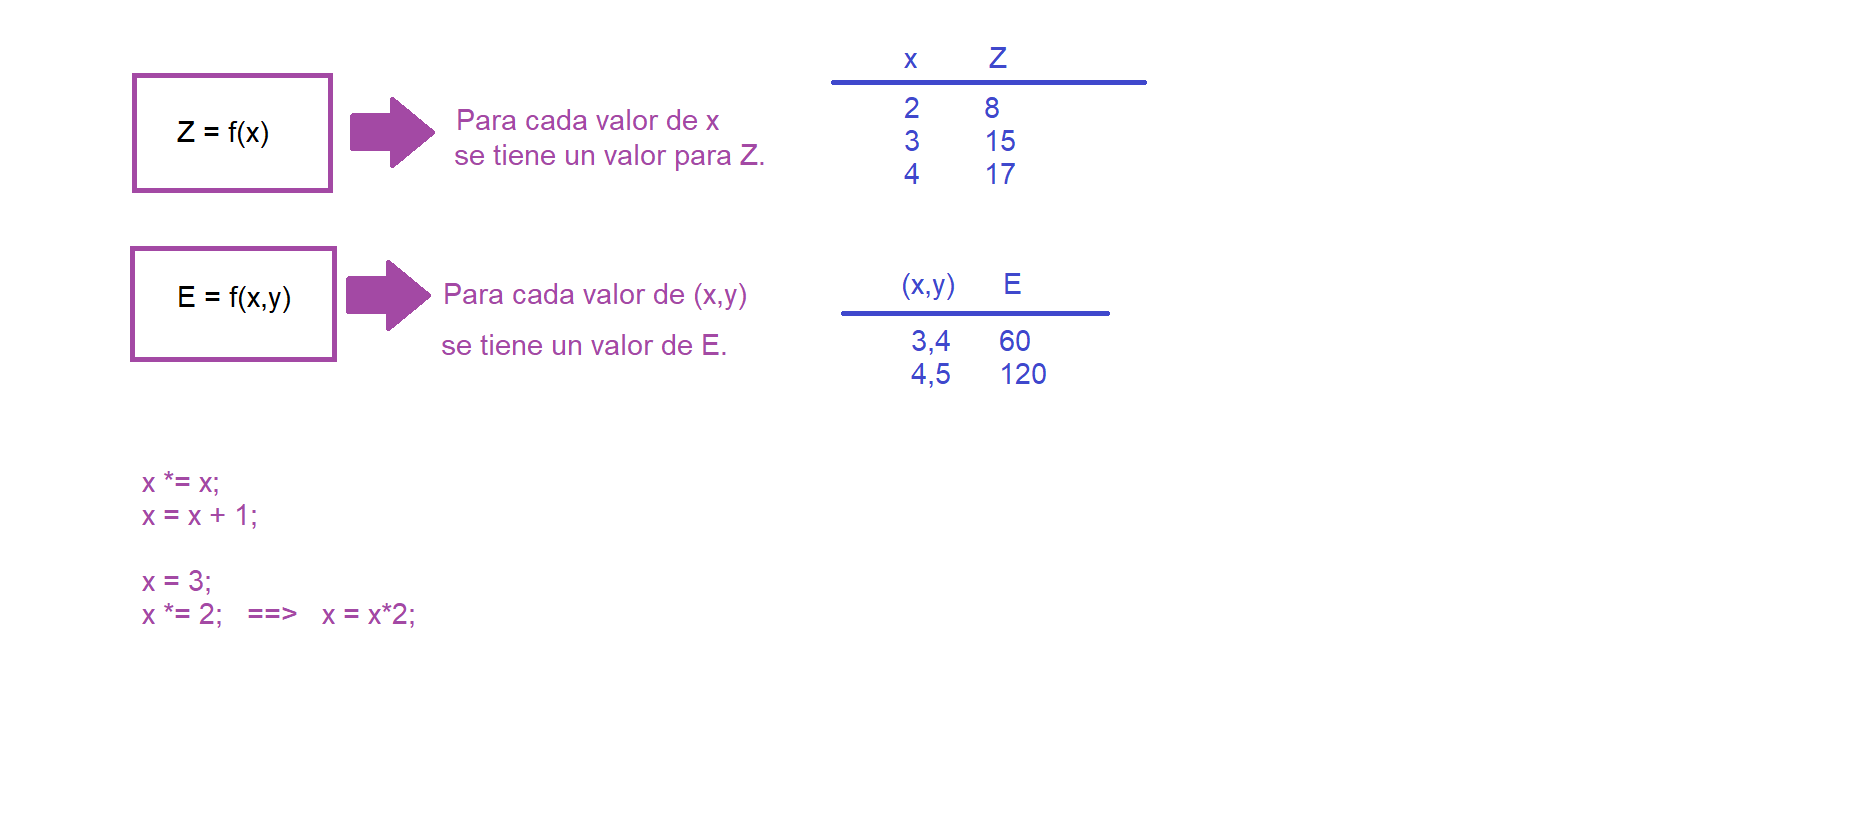 Z = f(x)
Para cada valor de x
se tiene un valor para Z.
x Z
2 8
3 15
4 17
E = f(x,y)
Para cada valor de (x,y)
se tiene un valor de E.
(x,y) E
3,4 60
4,5 120
x *= x;
x = x + 1;
x = 3;
x *= 2; ==> x = x*2;